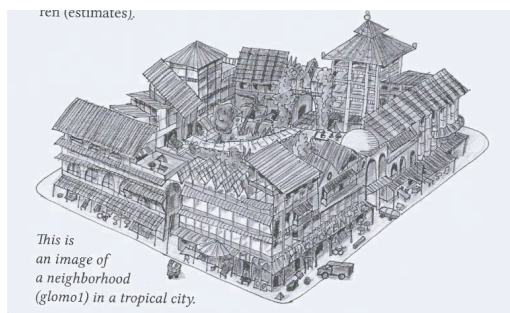 ren (estimates).
This is
an image of
a neighborhood
(glomo1) in a tropical city.